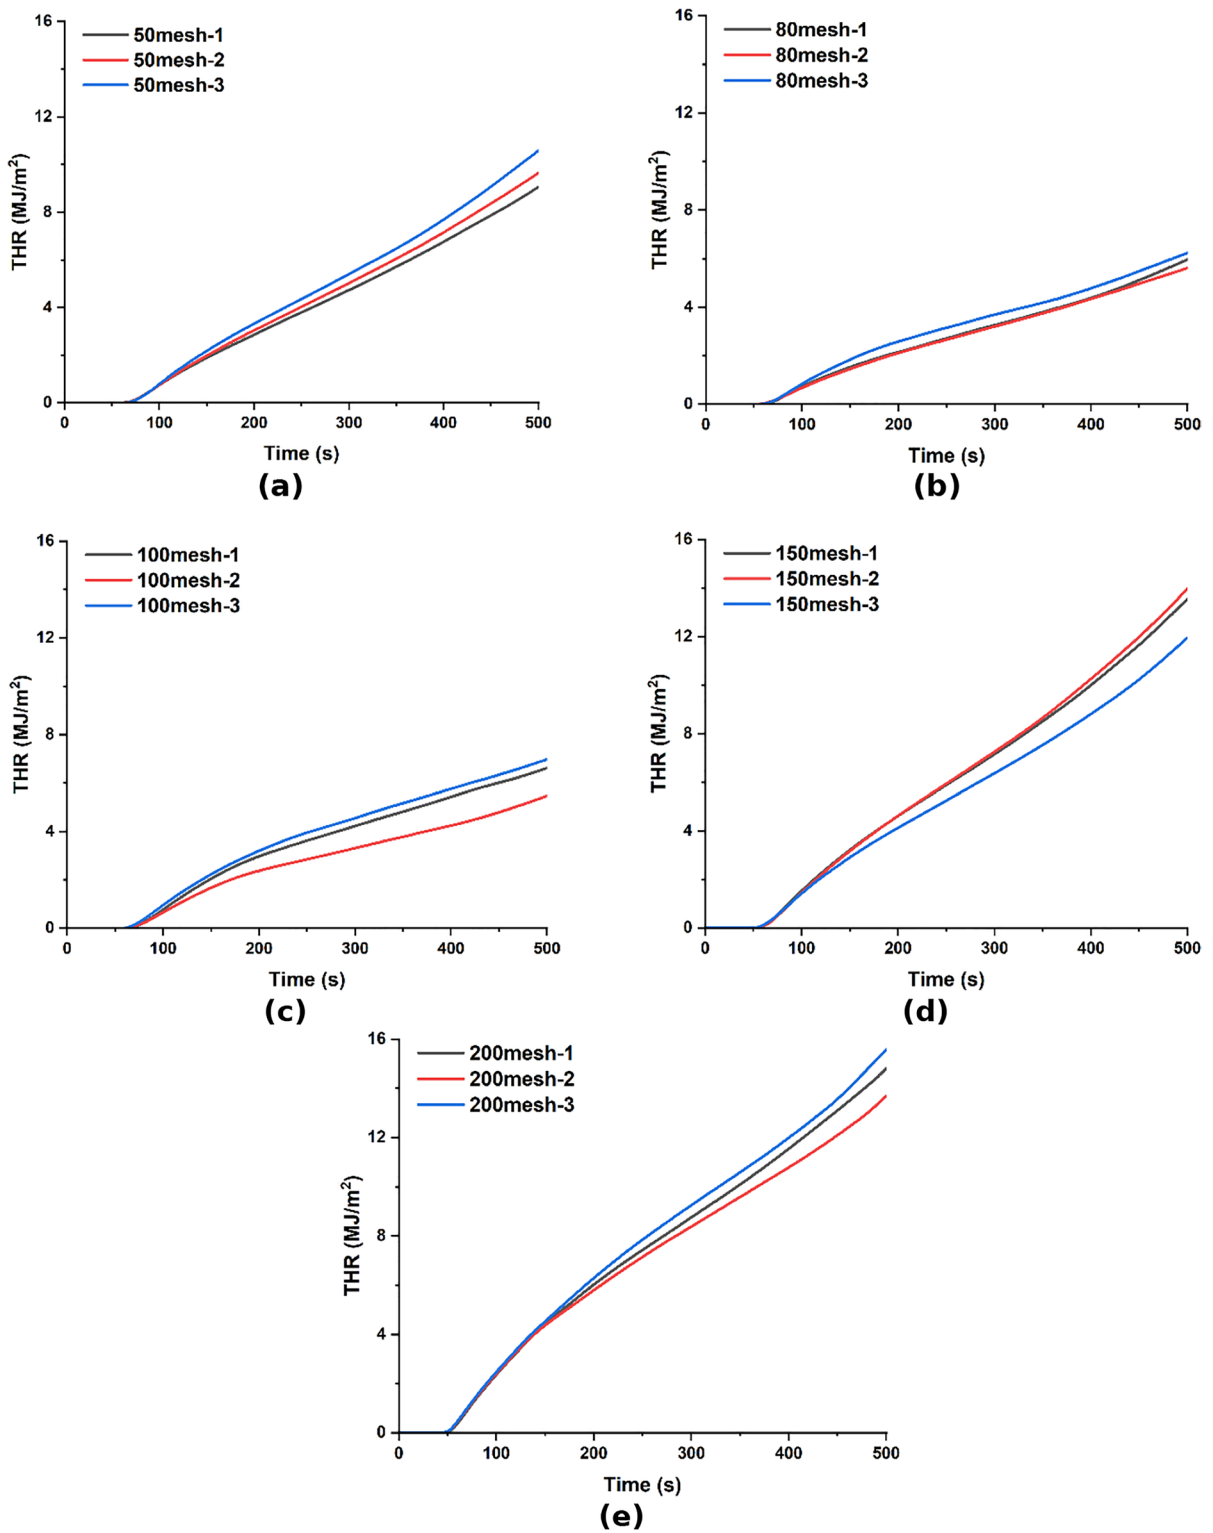 16
12
8
4
0
THR (MJ/m²)
50mesh-1
50mesh-2
50mesh-3
0 100 200 300 400 500
Time (s)
(a)
16
12
8
4
0
THR (MJ/m²)
80mesh-1
80mesh-2
80mesh-3
0 100 200 300 400 500
Time (s)
(b)
16
12
8
4
0
THR (MJ/m²)
100mesh-1
100mesh-2
100mesh-3
0 100 200 300 400 500
Time (s)
(c)
16
12
8
4
0
THR (MJ/m²)
150mesh-1
150mesh-2
150mesh-3
0 100 200 300 400 500
Time (s)
(d)
16
12
8
4
0
THR (MJ/m²)
200mesh-1
200mesh-2
200mesh-3
0 100 200 300 400 500
Time (s)
(e)